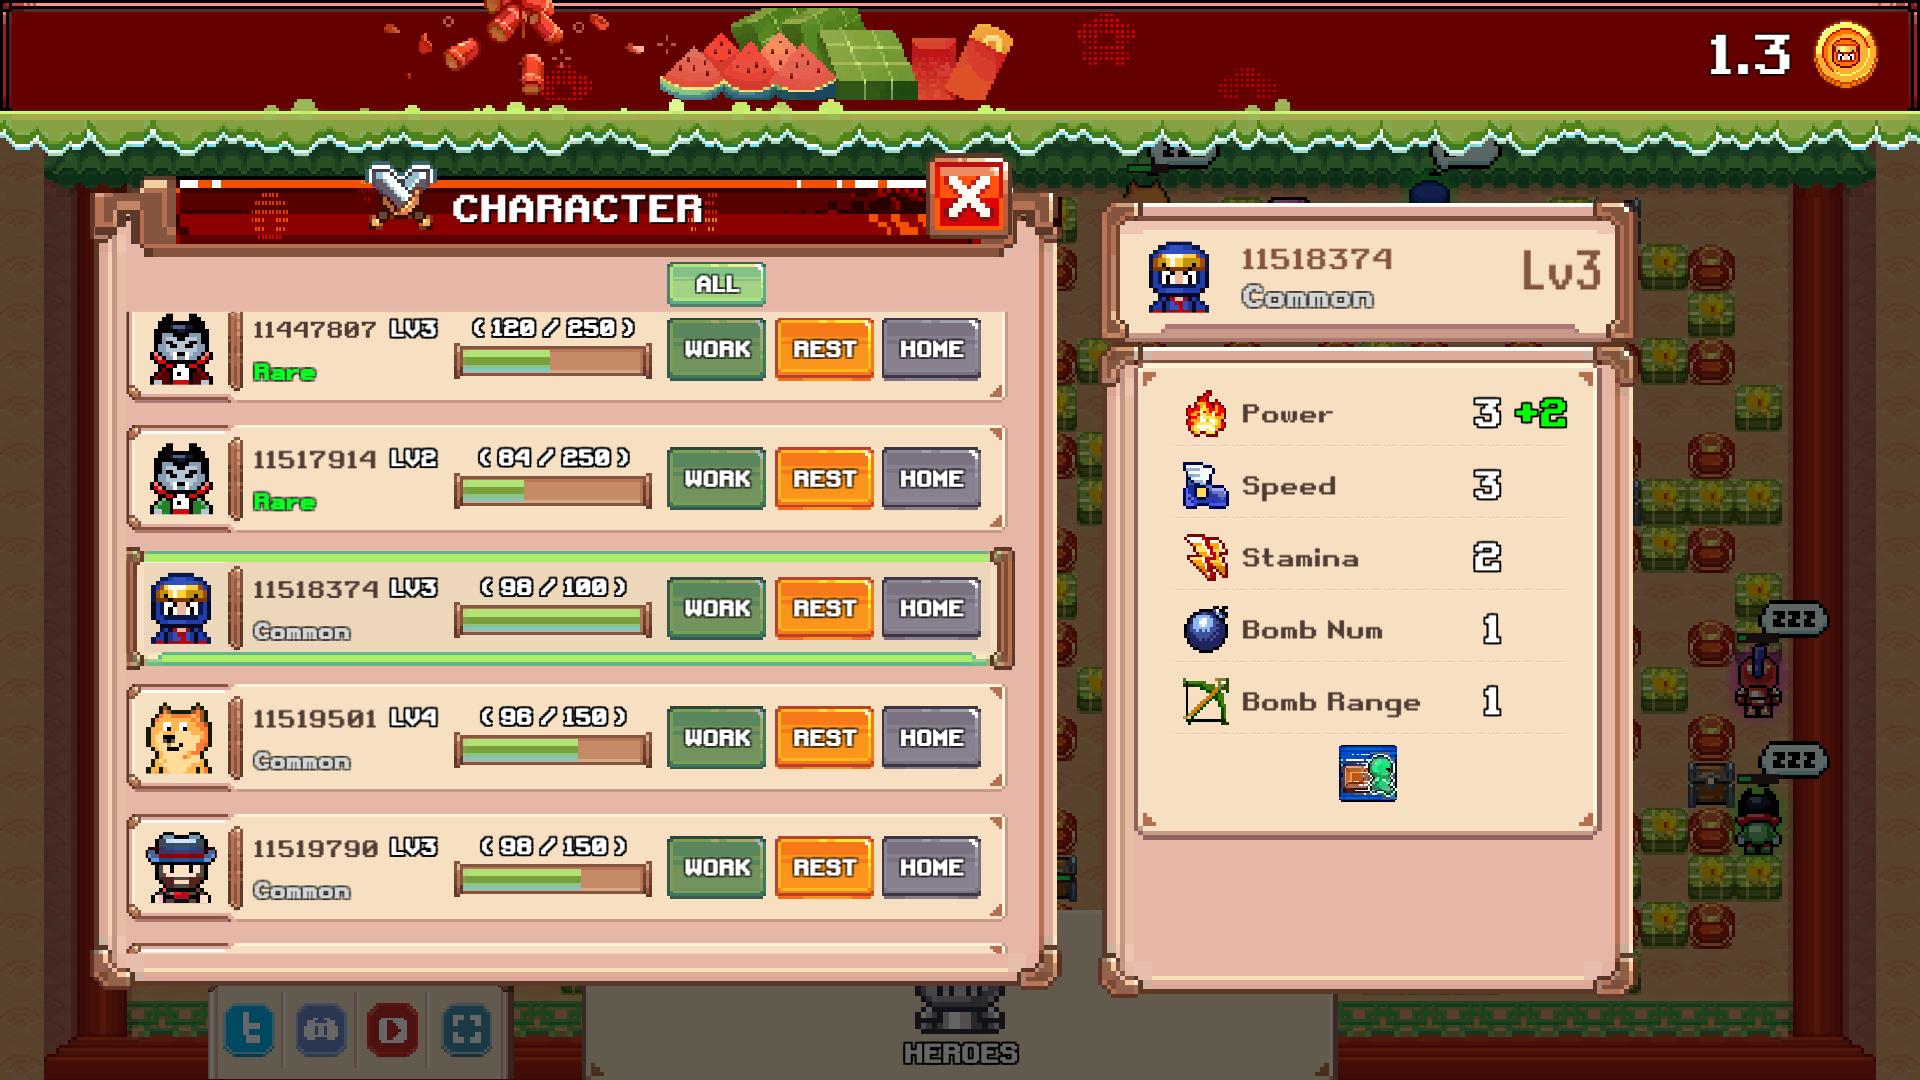 1.3
CHARACTER
ALL
11447807 LV3 (120/250) WORK REST HOME
Rare
11517914 LV2 (84/250) WORK REST HOME
Rare
11518374 LV3 (98/100) WORK REST HOME
Common
11519501 LV4 (96/150) WORK REST HOME
Common
11519790 LV3 (98/150) WORK REST HOME
Common
11518374 Lv3
Common
Power 3 +2
Speed 3
Stamina 2
Bomb Num 1
Bomb Range 1
zzz
zzz
HEROES